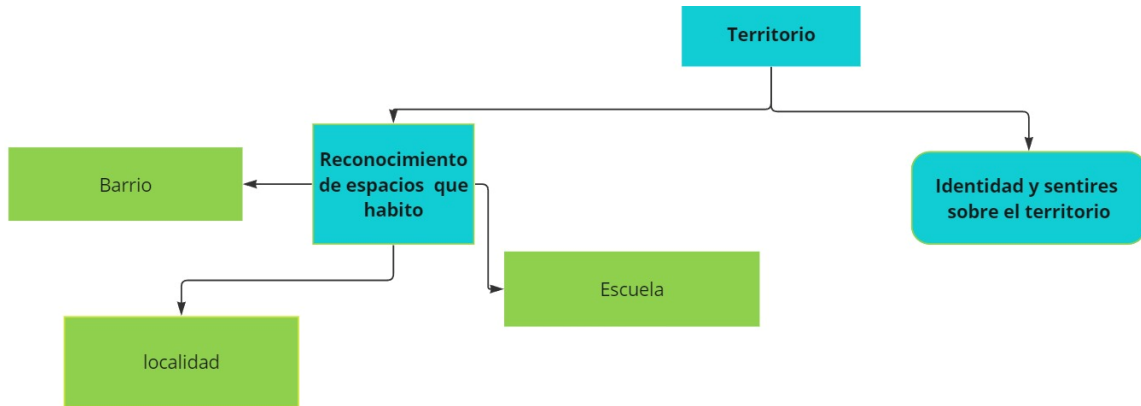 Territorio
Reconocimiento
de espacios que
habito
Barrio
Identidad y sentires
sobre el territorio
Escuela
localidad